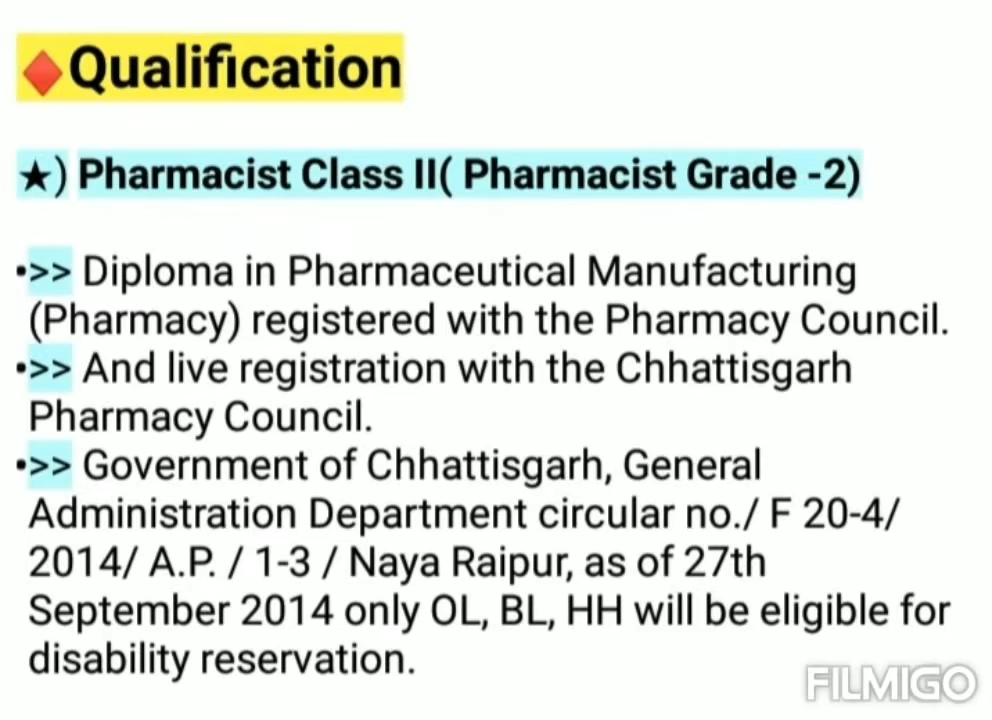 ♦Qualification
★) Pharmacist Class II( Pharmacist Grade -2)
•>> Diploma in Pharmaceutical Manufacturing
(Pharmacy) registered with the Pharmacy Council.
•>> And live registration with the Chhattisgarh
Pharmacy Council.
•>> Government of Chhattisgarh, General
Administration Department circular no./ F 20-4/
2014/ A.P. / 1-3 / Naya Raipur, as of 27th
September 2014 only OL, BL, HH will be eligible for
disability reservation.
FILMIGO